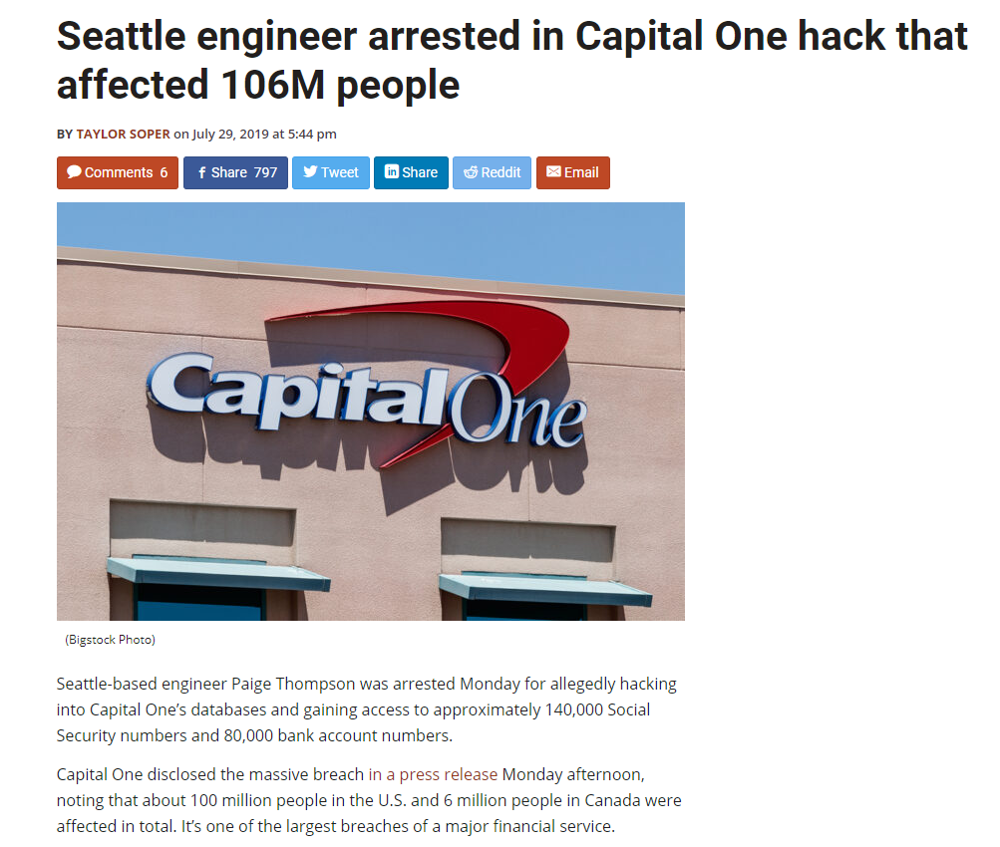 Seattle engineer arrested in Capital One hack that
affected 106M people
BY TAYLOR SOPER on July 29, 2019 at 5:44 pm
Comments 6 Share 797 Tweet Share Reddit Email
CapitalOne
(Bigstock Photo)
Seattle-based engineer Paige Thompson was arrested Monday for allegedly hacking
into Capital One’s databases and gaining access to approximately 140,000 Social
Security numbers and 80,000 bank account numbers.
Capital One disclosed the massive breach in a press release Monday afternoon,
noting that about 100 million people in the U.S. and 6 million people in Canada were
affected in total. It’s one of the largest breaches of a major financial service.